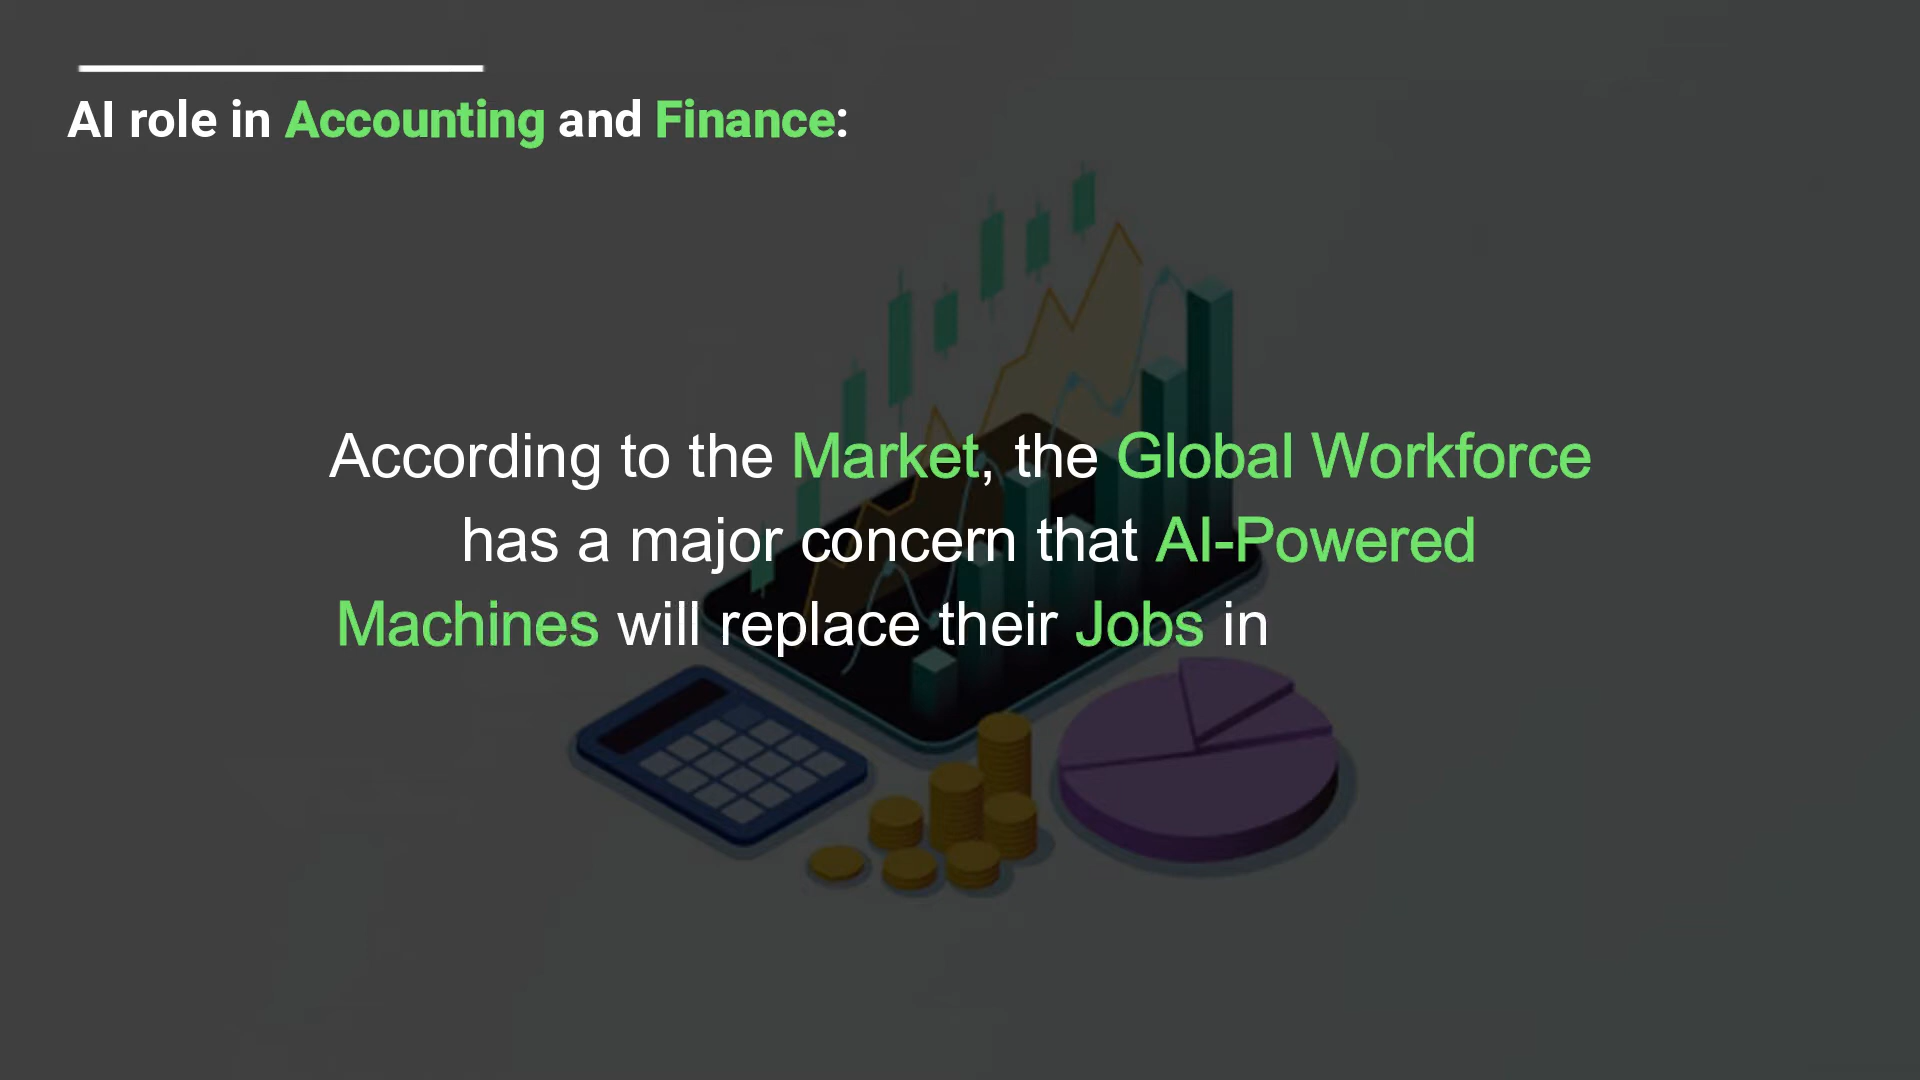 AI role in Accounting and Finance:
According to the Market, the Global Workforce
has a major concern that AI-Powered
Machines will replace their Jobs in